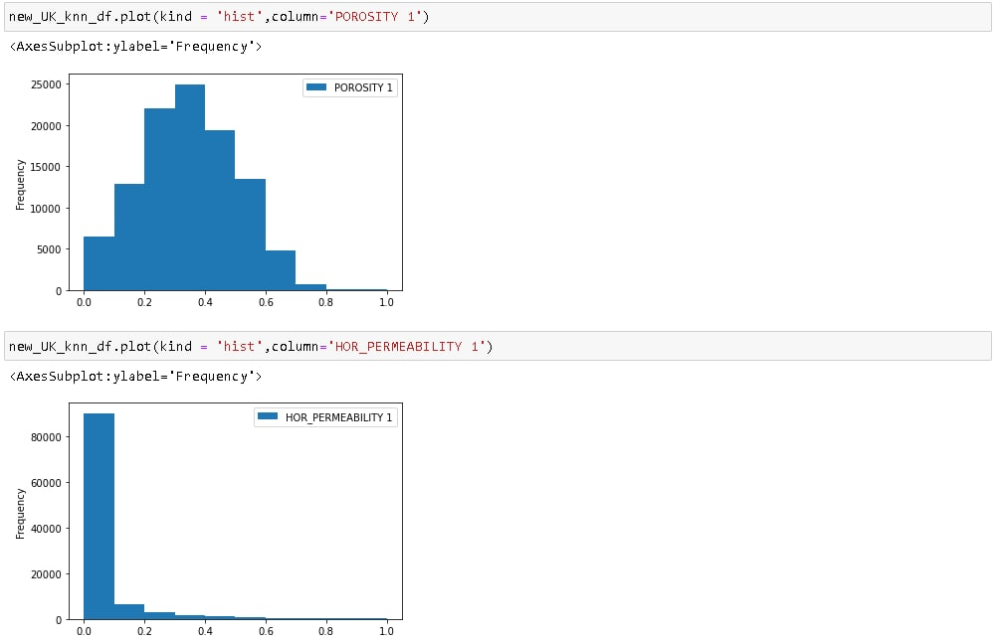 new_UK_knn_df.plot(kind = 'hist',column='POROSITY 1')
<AxesSubplot:ylabel='Frequency'>
POROSITY 1
25000
20000
15000
10000
5000
0
Frequency
0.0 0.2 0.4 0.6 0.8 1.0
new_UK_knn_df.plot(kind = 'hist',column='HOR_PERMEABILITY 1')
<AxesSubplot:ylabel='Frequency'>
HOR_PERMEABILITY 1
80000
60000
40000
20000
0
Frequency
0.0 0.2 0.4 0.6 0.8 1.0